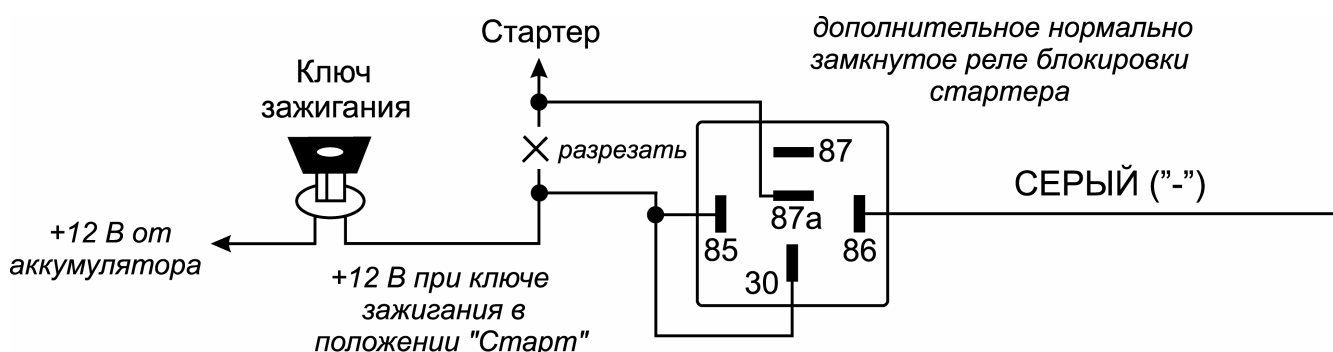 Стартер
дополнительное нормально
замкнутое реле блокировки
стартера
Ключ
зажигания
разрезать
87
87а
85
86
30
СЕРЫЙ ("-")
+12 В от
аккумулятора
+12 В при ключе
зажигания в
положении "Старт"